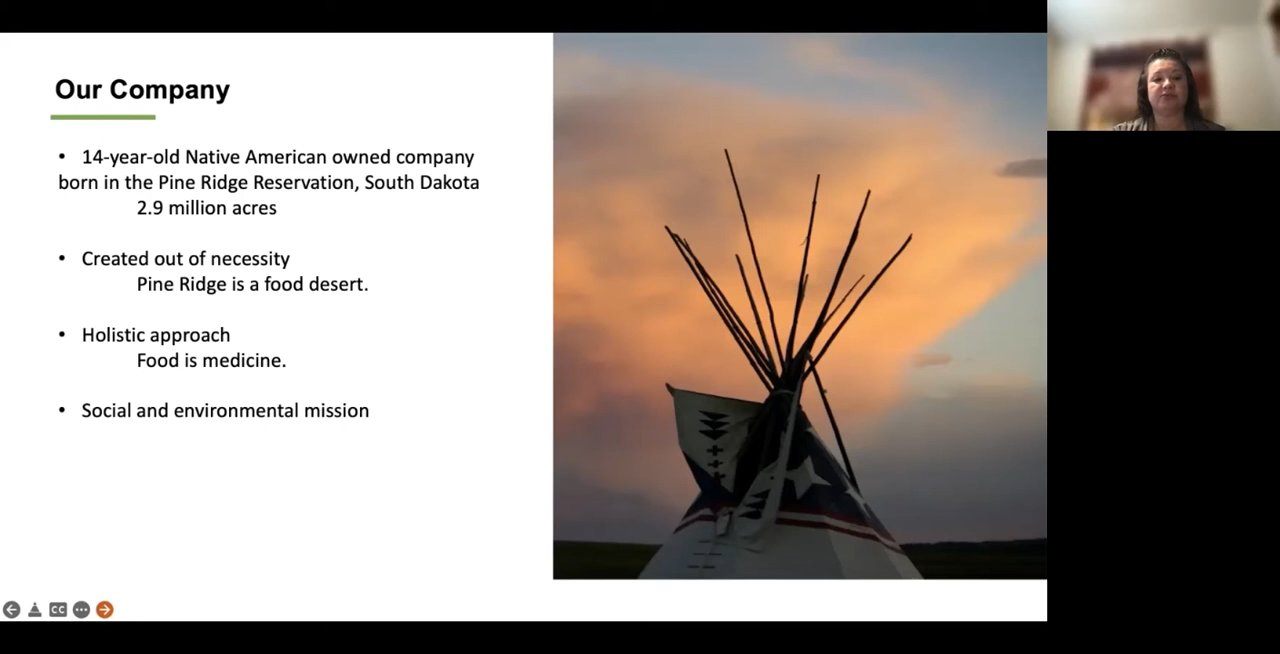 Our Company
• 14-year-old Native American owned company
born in the Pine Ridge Reservation, South Dakota
2.9 million acres
• Created out of necessity
Pine Ridge is a food desert.
• Holistic approach
Food is medicine.
• Social and environmental mission
CC